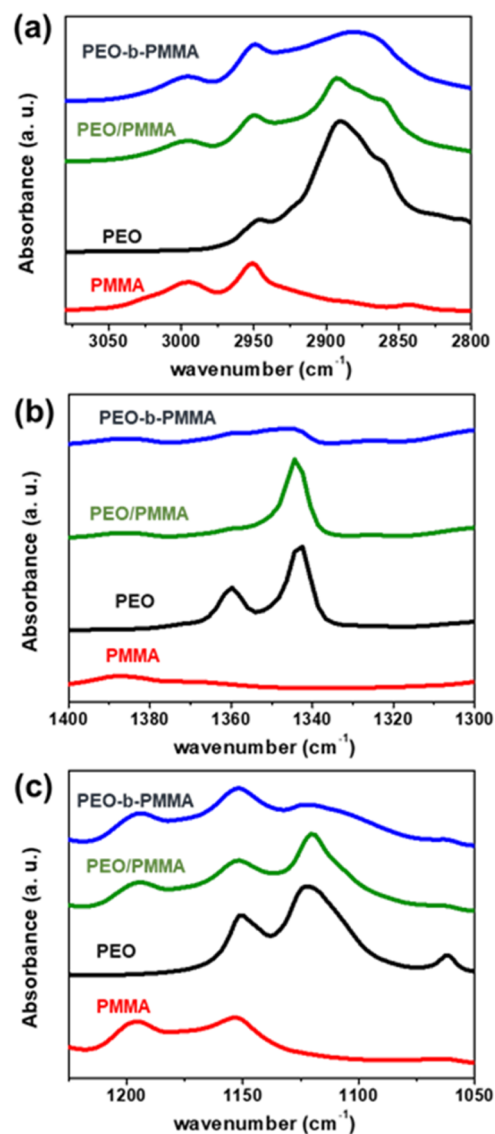 (a)
PEO-b-PMMA
PEO/PMMA
PEO
PMMA
Absorbance (a. u.)
3050 3000 2950 2900 2850 2800
wavenumber (cm⁻¹)
(b)
PEO-b-PMMA
PEO/PMMA
PEO
PMMA
Absorbance (a. u.)
1400 1380 1360 1340 1320 1300
wavenumber (cm⁻¹)
(c)
PEO-b-PMMA
PEO/PMMA
PEO
PMMA
Absorbance (a. u.)
1200 1150 1100 1050
wavenumber (cm⁻¹)